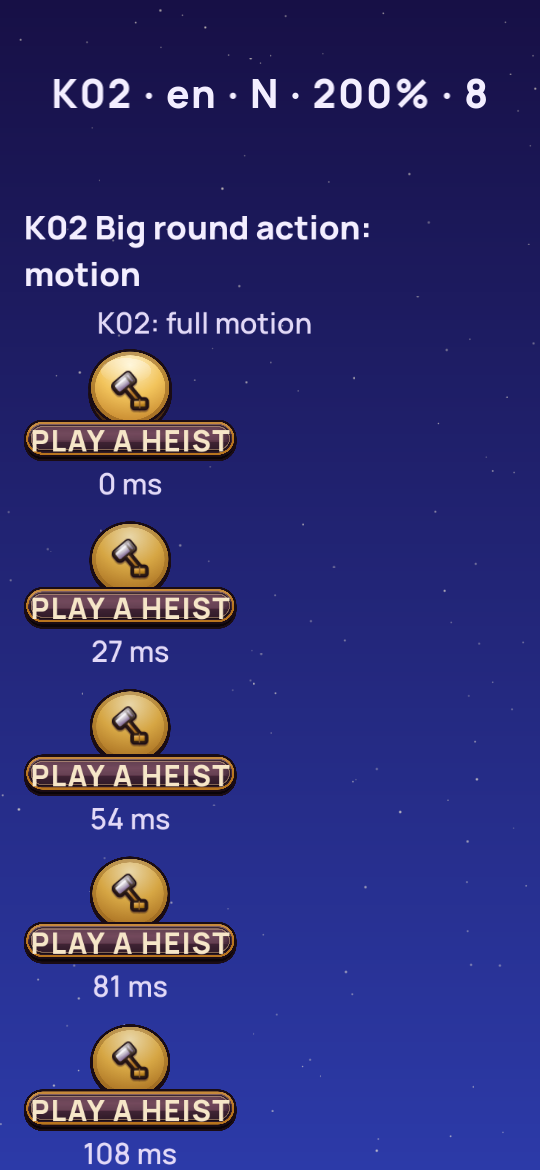 K02 · en · N · 200% · 8
K02 Big round action:
motion
K02: full motion
PLAY A HEIST
0 ms
PLAY A HEIST
27 ms
PLAY A HEIST
54 ms
PLAY A HEIST
81 ms
PLAY A HEIST
108 ms